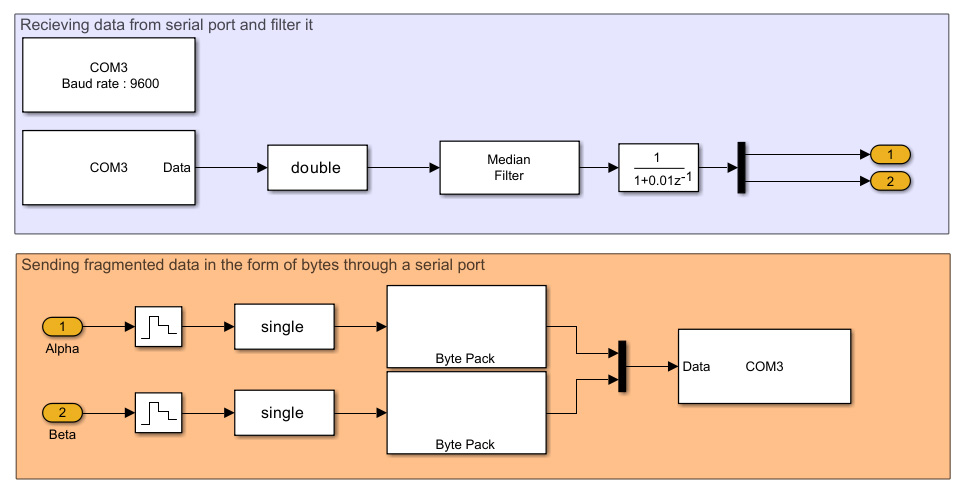 Recieving data from serial port and filter it
COM3
Baud rate : 9600
COM3 Data
double
Median
Filter
1
1+0.01z-1
1
2
Sending fragmented data in the form of bytes through a serial port
1
Alpha
single
Byte Pack
Data COM3
2
Beta
single
Byte Pack